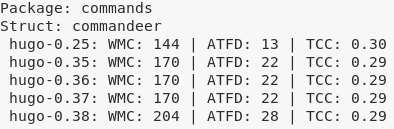 Package: commands
Struct: commandeer
hugo-0.25: WMC: 144 | ATFD: 13 | TCC: 0.30
hugo-0.35: WMC: 170 | ATFD: 22 | TCC: 0.29
hugo-0.36: WMC: 170 | ATFD: 22 | TCC: 0.29
hugo-0.37: WMC: 170 | ATFD: 22 | TCC: 0.29
hugo-0.38: WMC: 204 | ATFD: 28 | TCC: 0.29